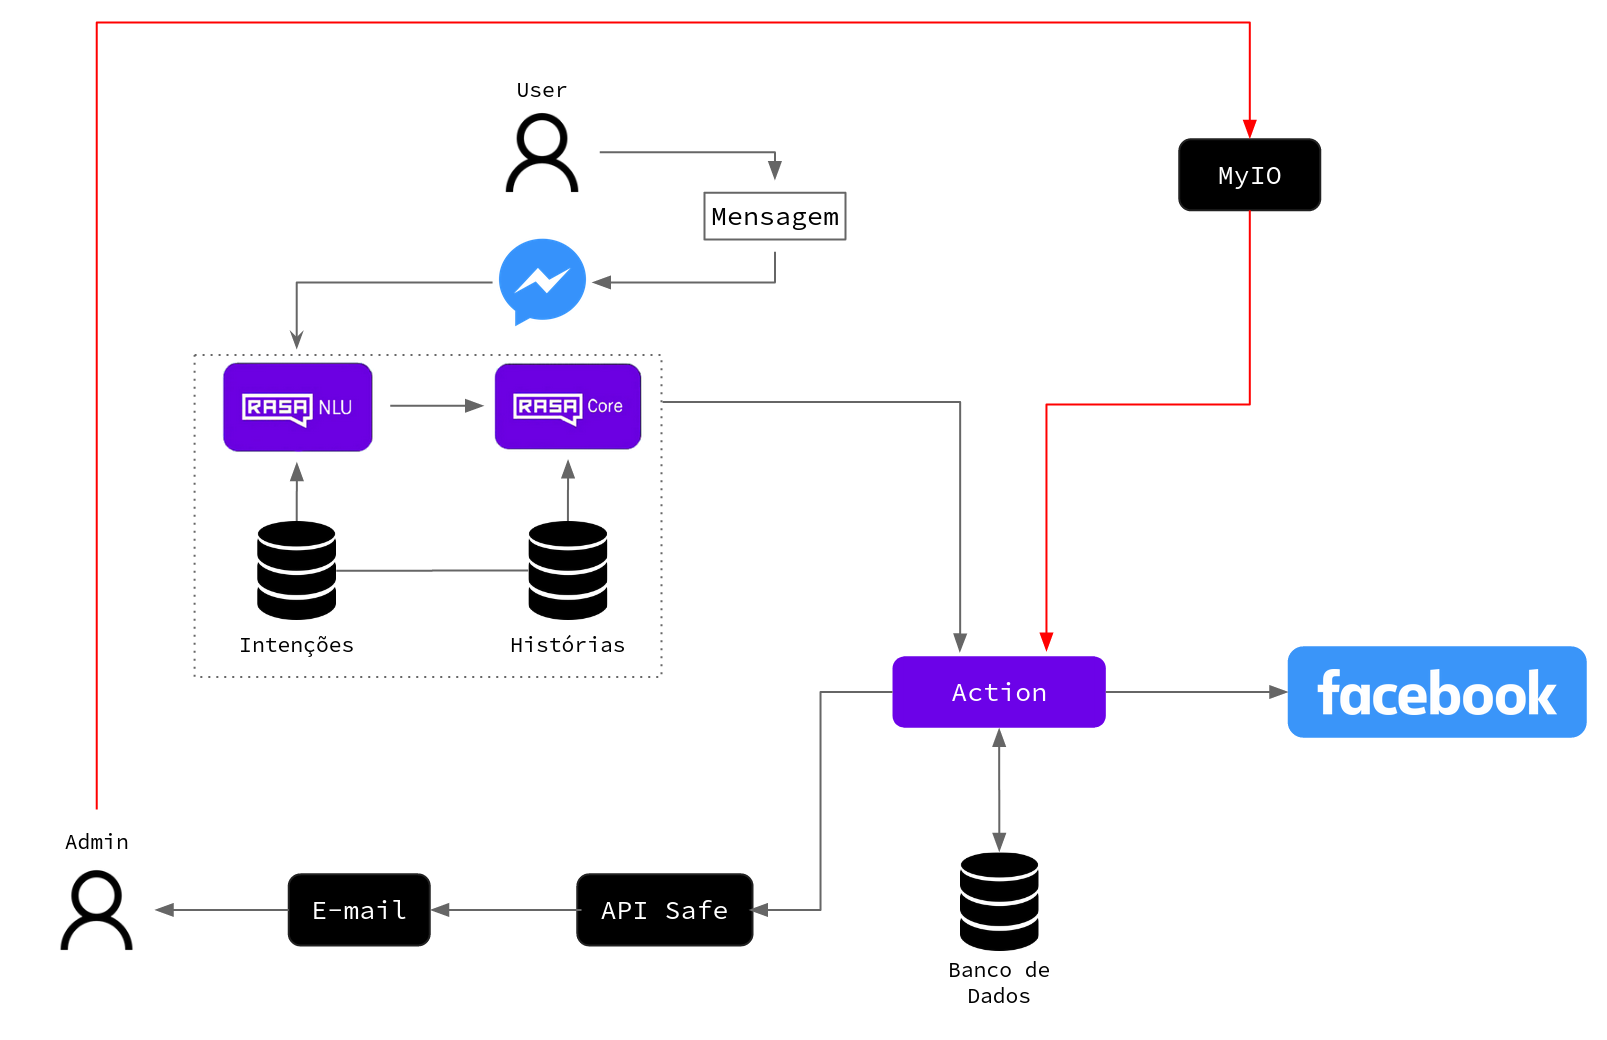 User
MyIO
Mensagem
RASA NLU
RASA Core
Intenções
Histórias
Action
facebook
Admin
E-mail
API Safe
Banco de
Dados